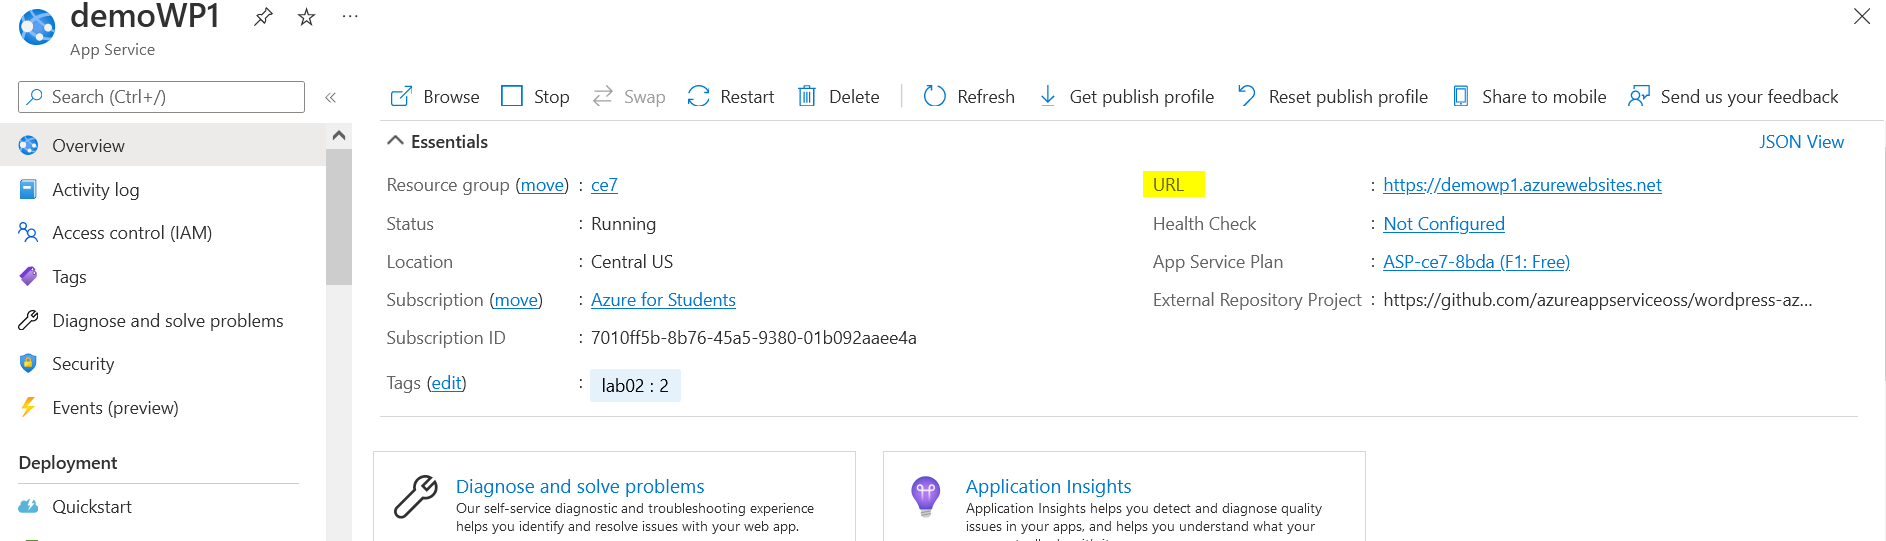 demoWP1
App Service
Search (Ctrl+/)
«
Browse
Stop
Swap
Restart
Delete
Refresh
Get publish profile
Reset publish profile
Share to mobile
Send us your feedback
Overview
Activity log
Access control (IAM)
Tags
Diagnose and solve problems
Security
Events (preview)
Deployment
Quickstart
Essentials
JSON View
Resource group (move) : ce7
Status : Running
Location : Central US
Subscription (move) : Azure for Students
Subscription ID : 7010ff5b-8b76-45a5-9380-01b092aaee4a
Tags (edit) : lab02 : 2
URL : https://demowp1.azurewebsites.net
Health Check : Not Configured
App Service Plan : ASP-ce7-8bda (F1: Free)
External Repository Project : https://github.com/azureappserviceoss/wordpress-az...
Diagnose and solve problems
Our self-service diagnostic and troubleshooting experience
helps you identify and resolve issues with your web app.
Application Insights
Application Insights helps you detect and diagnose quality
issues in your apps, and helps you understand what your